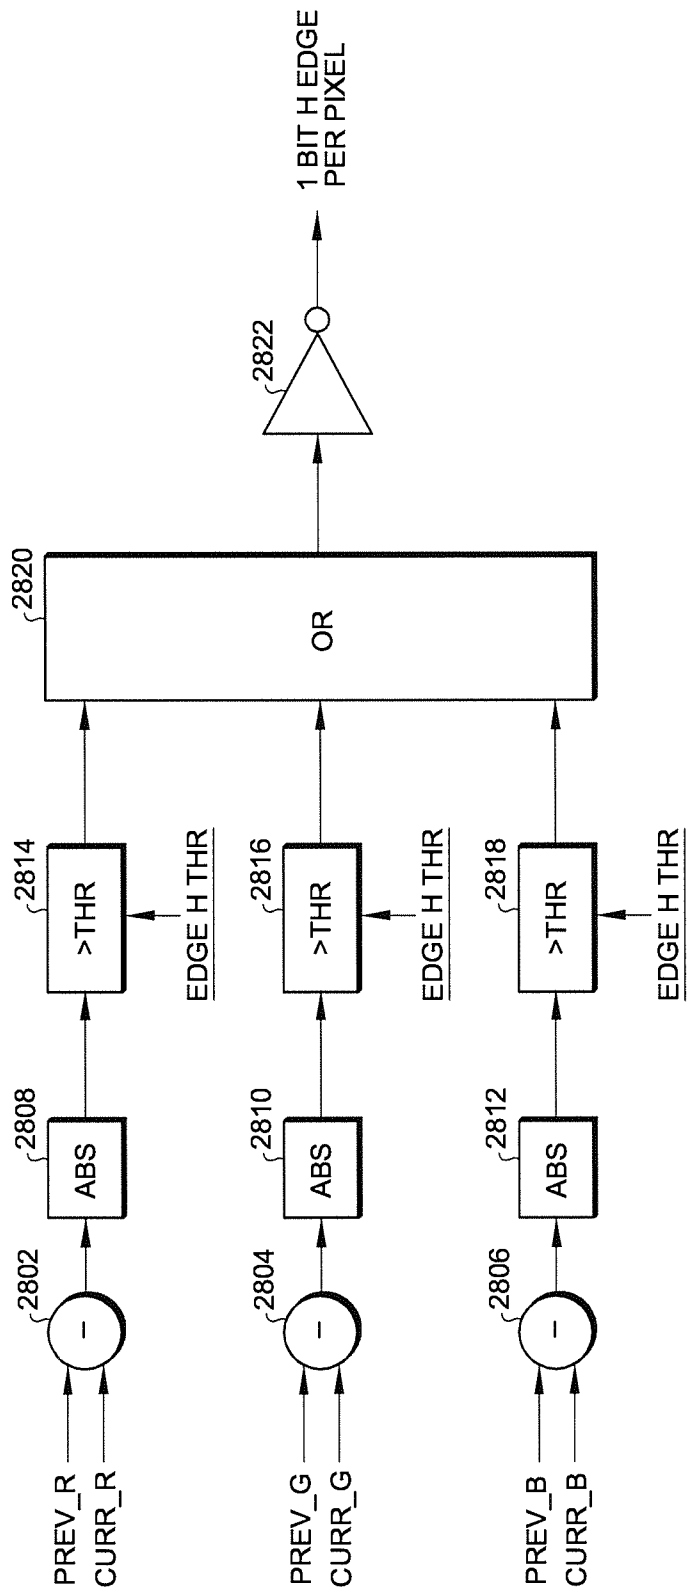 PREV_R
CURR_R
2802
–
2808
ABS
2814
>THR
EDGE H THR
PREV_G
CURR_G
2804
–
2810
ABS
2816
>THR
EDGE H THR
PREV_B
CURR_B
2806
–
2812
ABS
2818
>THR
EDGE H THR
2820
OR
2822
1 BIT H EDGE
PER PIXEL